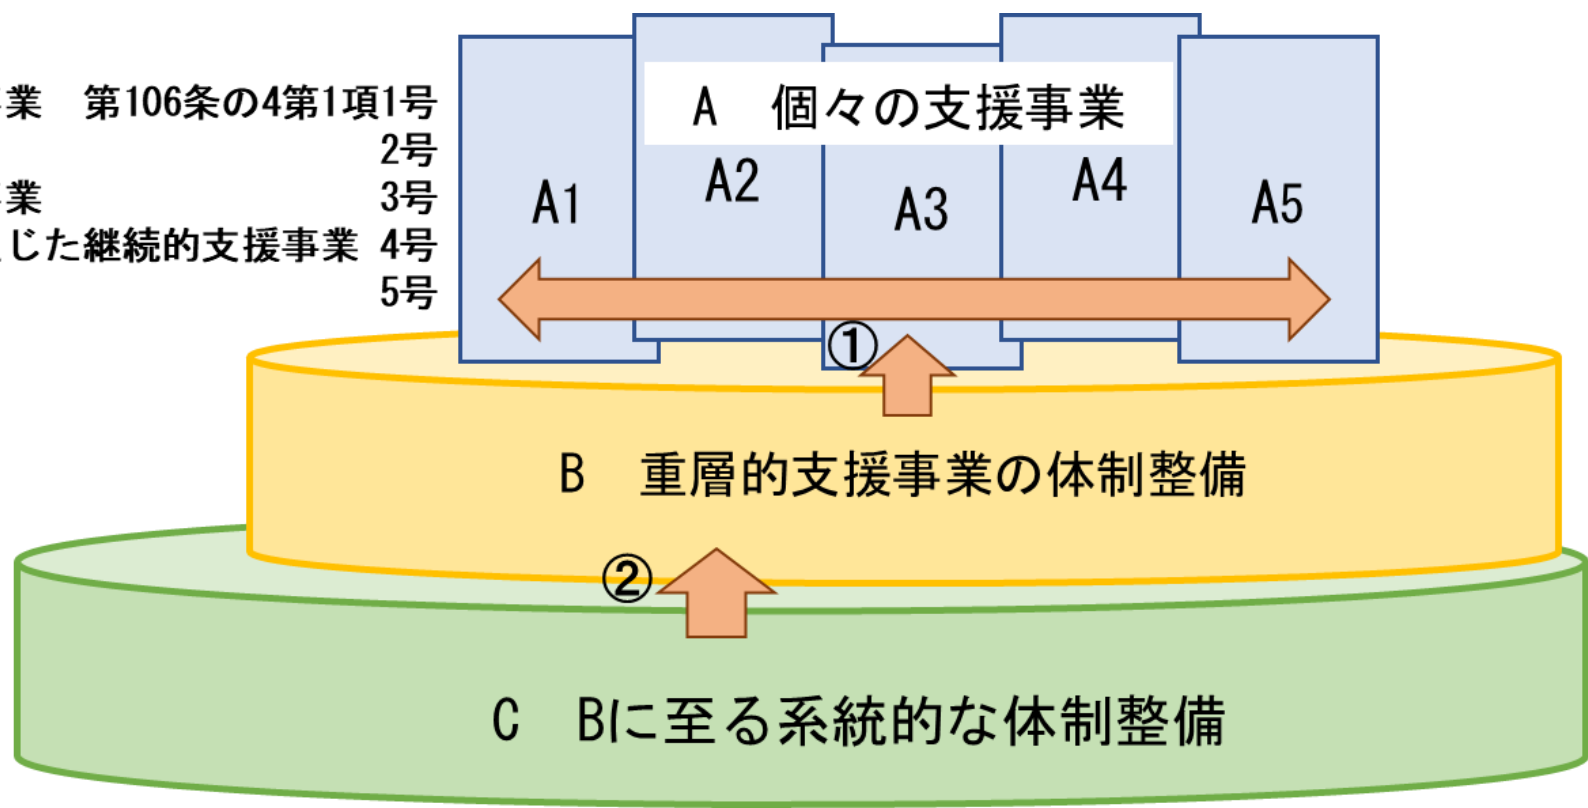 業　第106条の4第1項1号
2号
業　3号
じた継続的支援事業 4号
5号
A　個々の支援事業
A1
A2
A3
A4
A5
①
B　重層的支援事業の体制整備
②
C　Bに至る系統的な体制整備